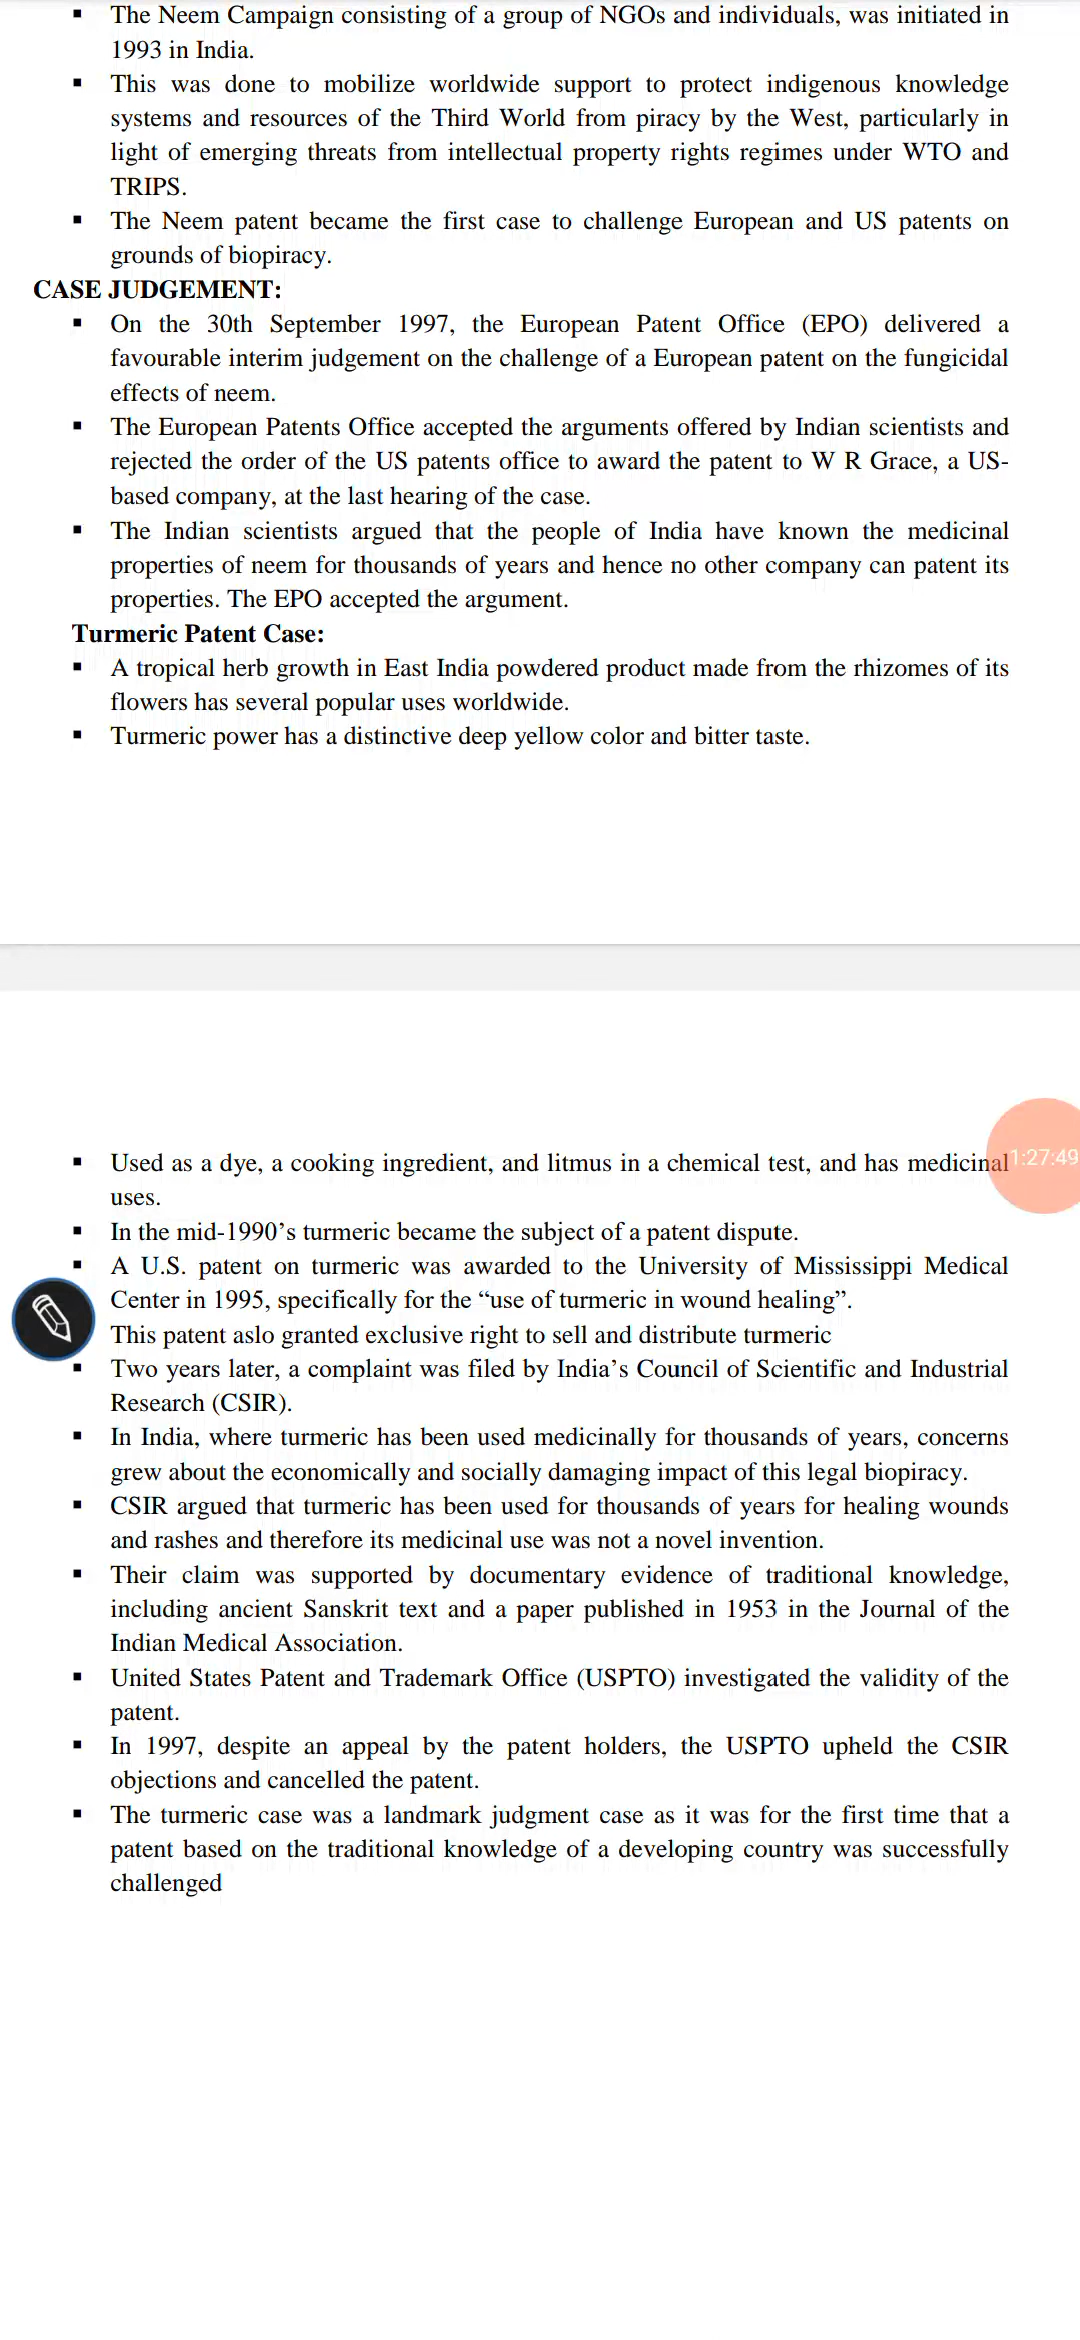 ▪ The Neem Campaign consisting of a group of NGOs and individuals, was initiated in
1993 in India.
▪ This was done to mobilize worldwide support to protect indigenous knowledge
systems and resources of the Third World from piracy by the West, particularly in
light of emerging threats from intellectual property rights regimes under WTO and
TRIPS.
▪ The Neem patent became the first case to challenge European and US patents on
grounds of biopiracy.
CASE JUDGEMENT:
▪ On the 30th September 1997, the European Patent Office (EPO) delivered a
favourable interim judgement on the challenge of a European patent on the fungicidal
effects of neem.
▪ The European Patents Office accepted the arguments offered by Indian scientists and
rejected the order of the US patents office to award the patent to W R Grace, a US-
based company, at the last hearing of the case.
▪ The Indian scientists argued that the people of India have known the medicinal
properties of neem for thousands of years and hence no other company can patent its
properties. The EPO accepted the argument.
Turmeric Patent Case:
▪ A tropical herb growth in East India powdered product made from the rhizomes of its
flowers has several popular uses worldwide.
▪ Turmeric power has a distinctive deep yellow color and bitter taste.
▪ Used as a dye, a cooking ingredient, and litmus in a chemical test, and has medicinal
1:27:49
uses.
▪ In the mid-1990’s turmeric became the subject of a patent dispute.
▪ A U.S. patent on turmeric was awarded to the University of Mississippi Medical
Center in 1995, specifically for the “use of turmeric in wound healing”.
This patent aslo granted exclusive right to sell and distribute turmeric
▪ Two years later, a complaint was filed by India’s Council of Scientific and Industrial
Research (CSIR).
▪ In India, where turmeric has been used medicinally for thousands of years, concerns
grew about the economically and socially damaging impact of this legal biopiracy.
▪ CSIR argued that turmeric has been used for thousands of years for healing wounds
and rashes and therefore its medicinal use was not a novel invention.
▪ Their claim was supported by documentary evidence of traditional knowledge,
including ancient Sanskrit text and a paper published in 1953 in the Journal of the
Indian Medical Association.
▪ United States Patent and Trademark Office (USPTO) investigated the validity of the
patent.
▪ In 1997, despite an appeal by the patent holders, the USPTO upheld the CSIR
objections and cancelled the patent.
▪ The turmeric case was a landmark judgment case as it was for the first time that a
patent based on the traditional knowledge of a developing country was successfully
challenged